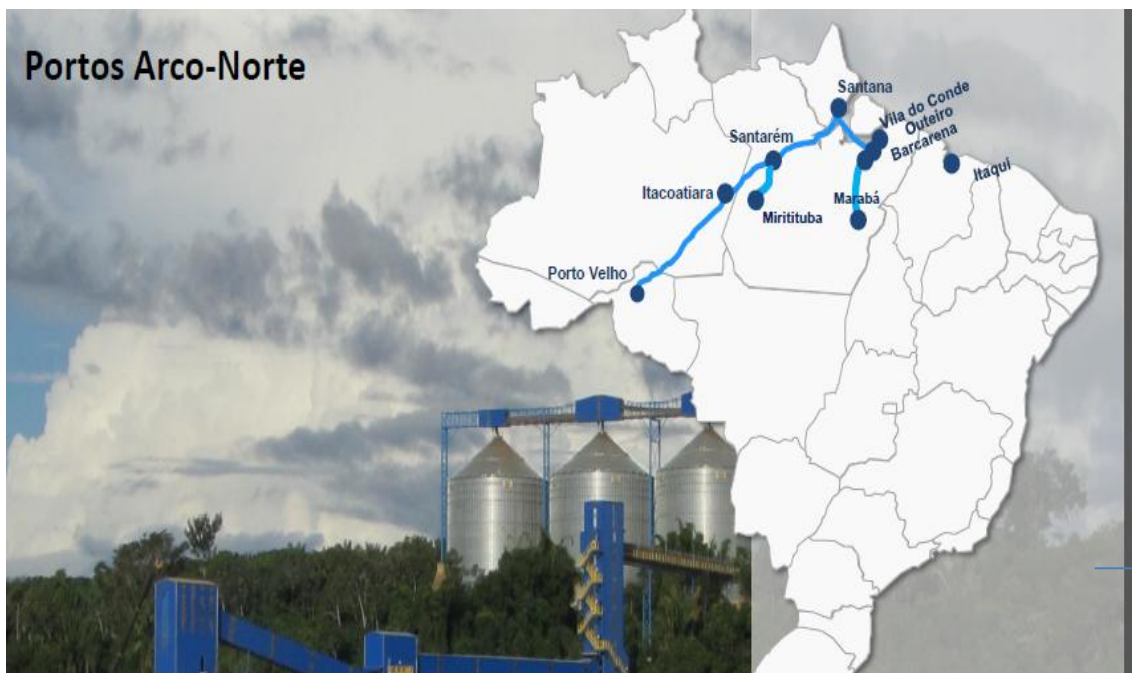 Portos Arco-Norte
Santana
Vila do Conde
Outeiro
Barcarena
Santarém
Itaqui
Itacoatiara
Miritituba
Marabá
Porto Velho